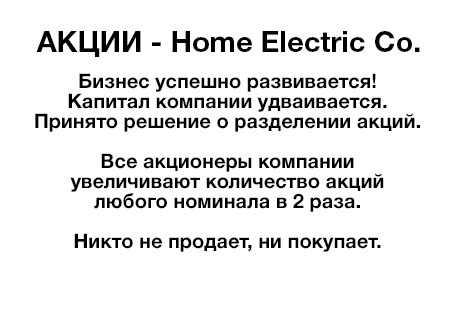 АКЦИИ - Home Electric Co.
Бизнес успешно развивается!
Капитал компании удваивается.
Принято решение о разделении акций.
Все акционеры компании
увеличивают количество акций
любого номинала в 2 раза.
Никто не продает, ни покупает.